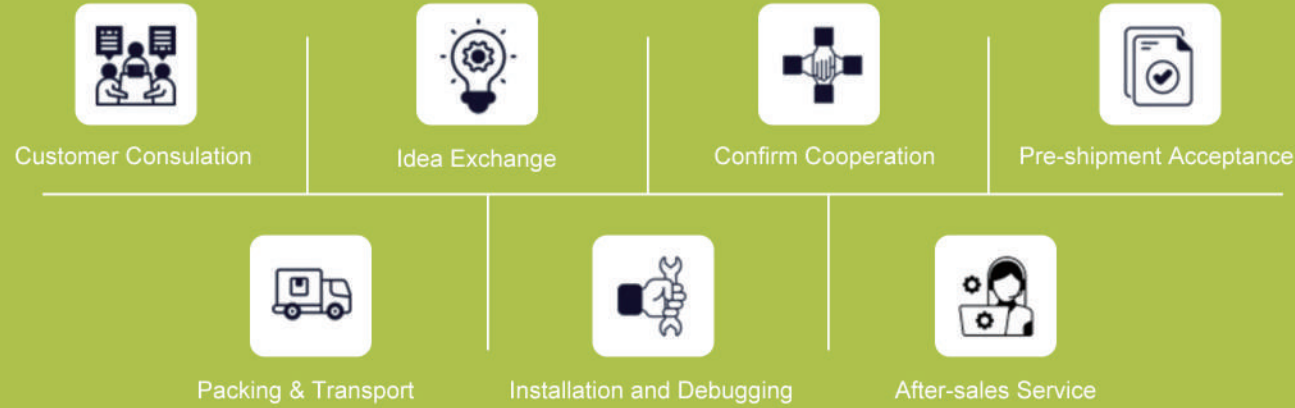 Customer Consulation
Idea Exchange
Confirm Cooperation
Pre-shipment Acceptance
Packing & Transport
Installation and Debugging
After-sales Service